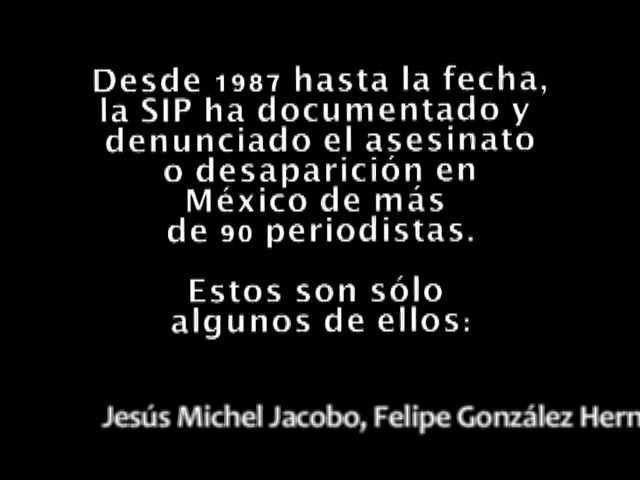 Desde 1987 hasta la fecha,
la SIP ha documentado y
denunciado el asesinato
o desaparición en
México de más
de 90 periodistas.
Estos son sólo
algunos de ellos:
Jesús Michel Jacobo, Felipe González